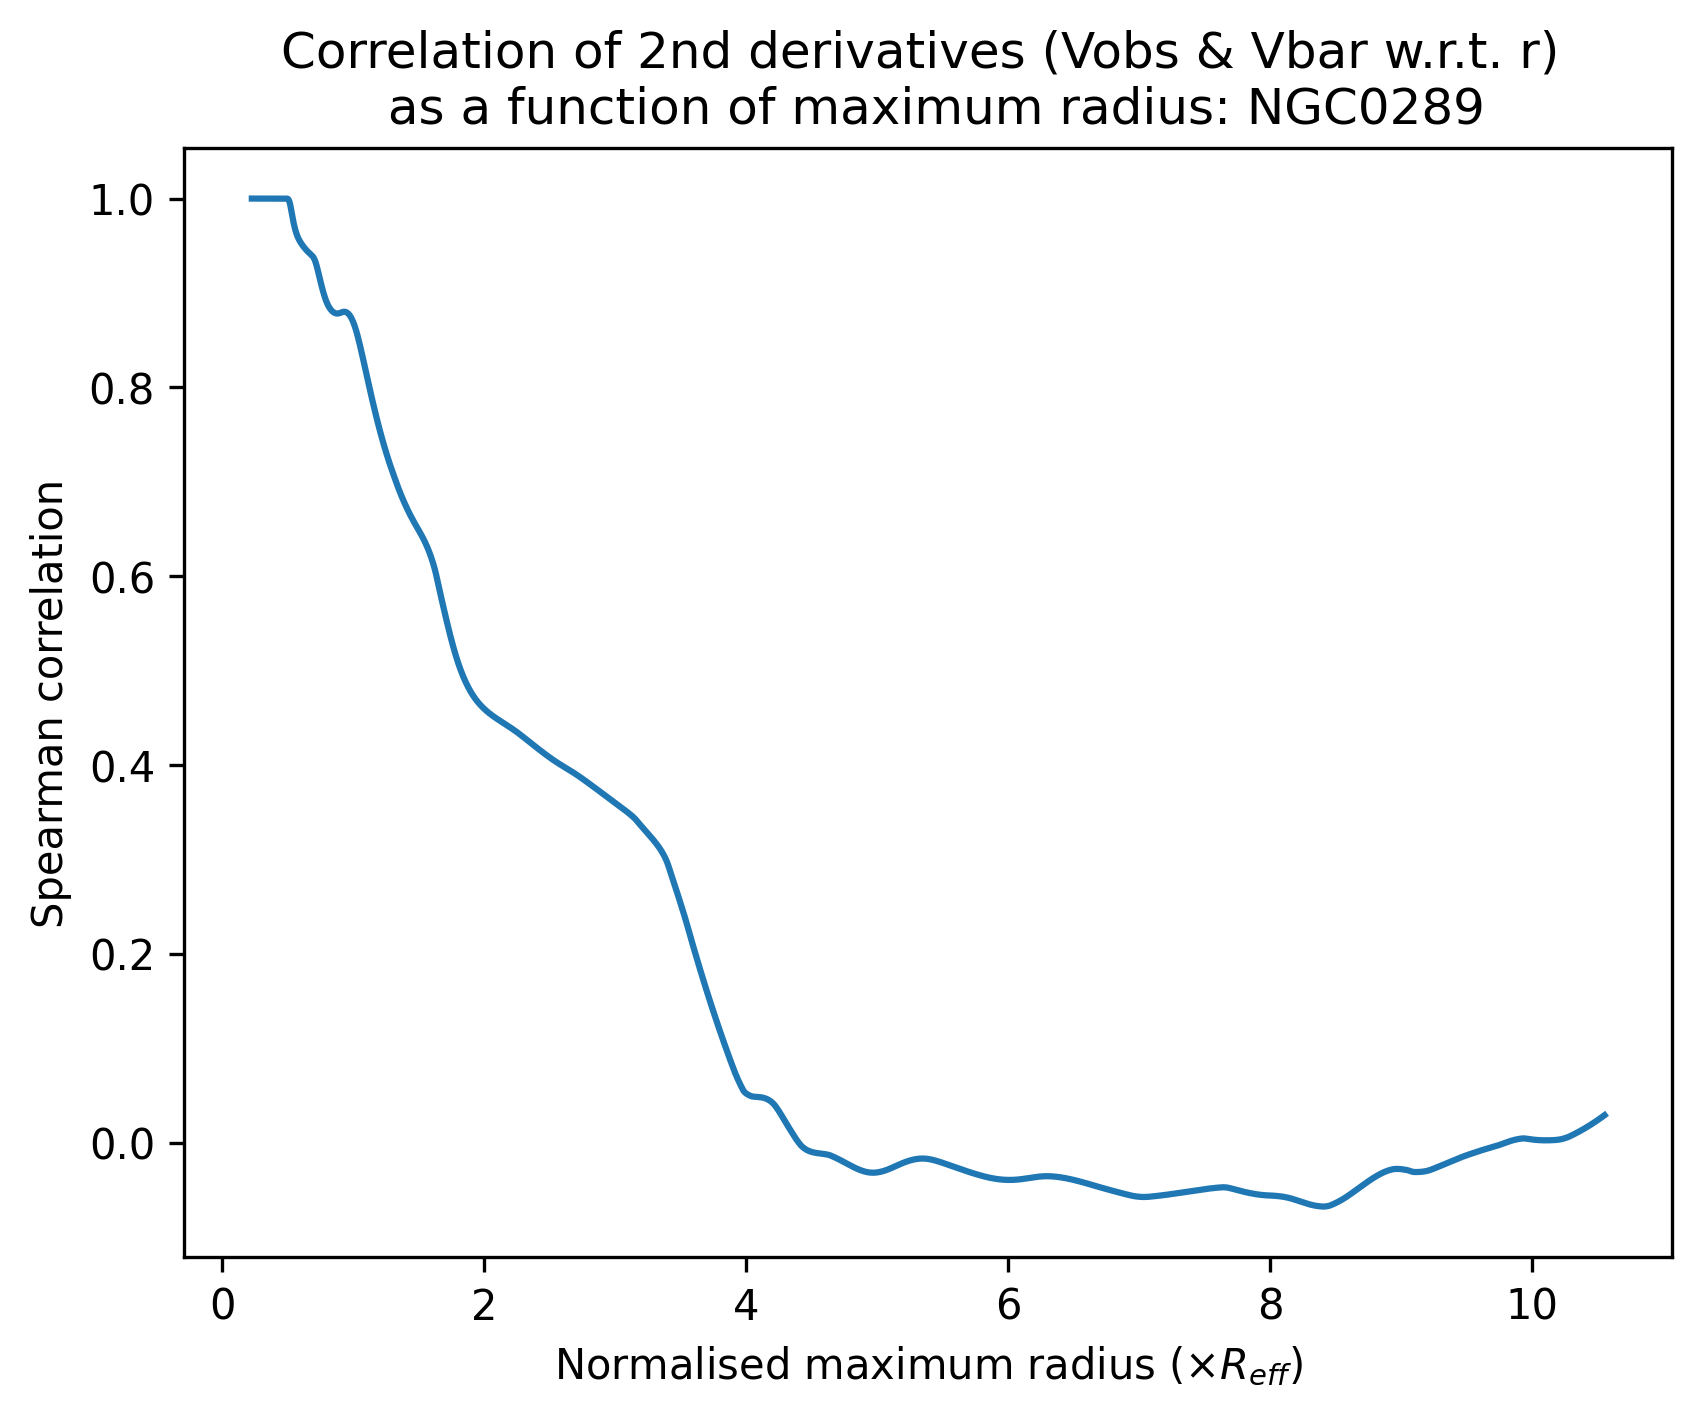 Correlation of 2nd derivatives (Vobs & Vbar w.r.t. r)
as a function of maximum radius: NGC0289
1.0
0.8
0.6
0.4
0.2
0.0
Spearman correlation
0 2 4 6 8 10
Normalised maximum radius (×R_eff)